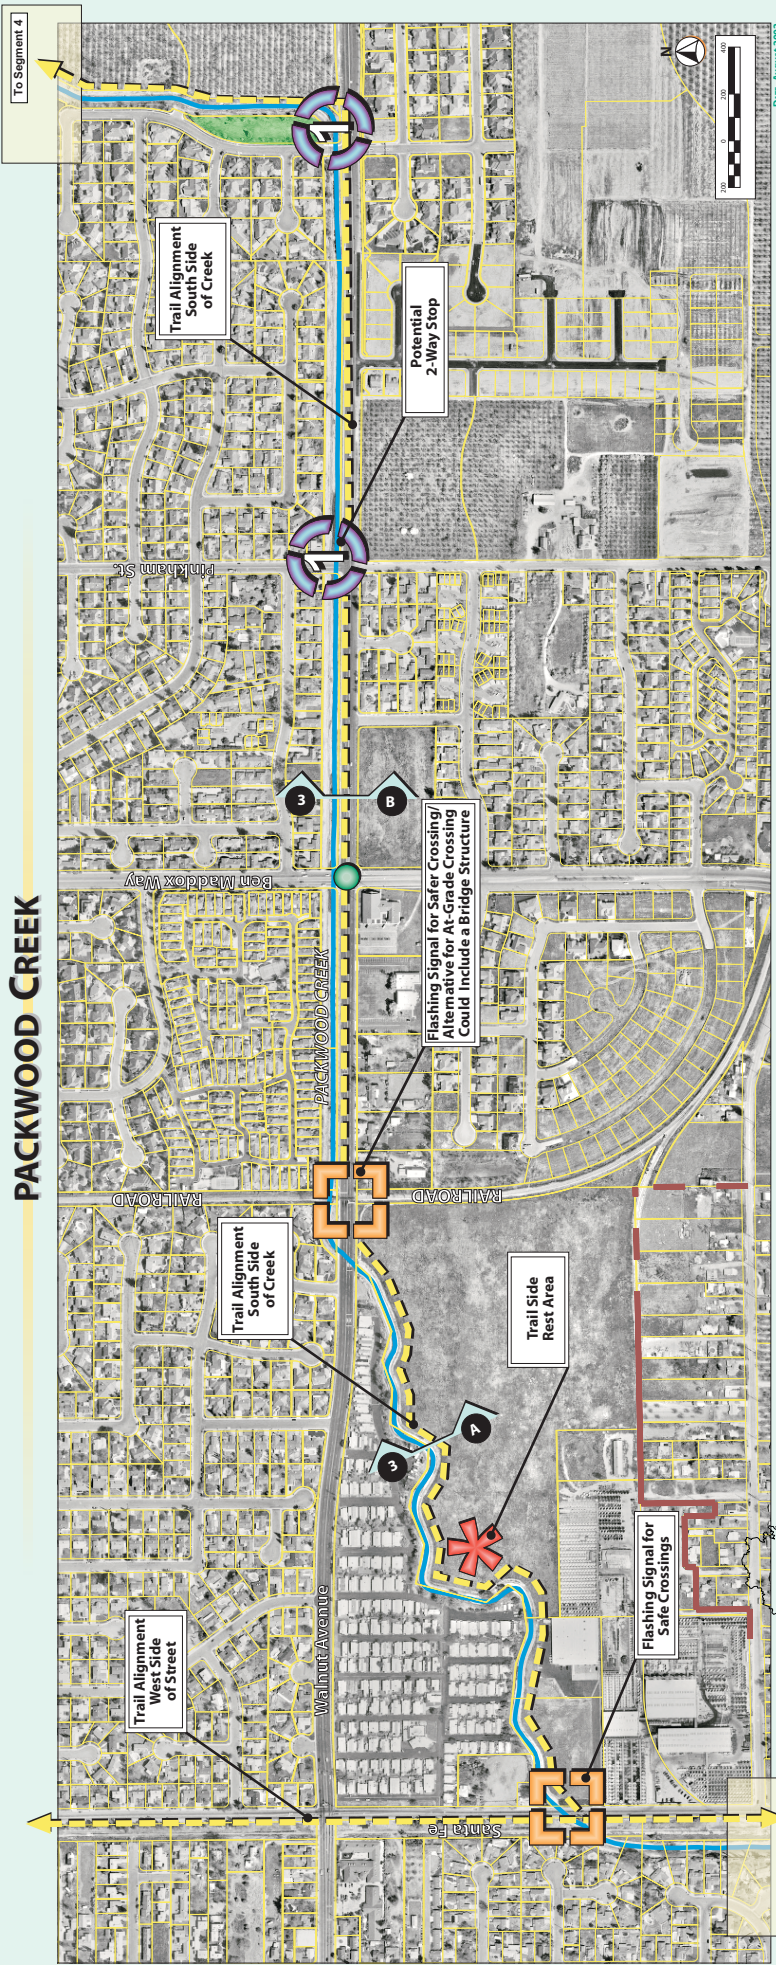 PACKWOOD CREEK
To Segment 4
Trail Alignment
South Side
of Creek
Potential
2-Way Stop
1
1
Pinkham St.
3
B
Ben Maddox Way
PACKWOOD CREEK
Flashing Signal for Safer Crossing/
Alternative for At-Grade Crossing
Could Include a Bridge Structure
RAILROAD
RAILROAD
Trail Alignment
South Side
of Creek
Trail Side
Rest Area
3
A
Walnut Avenue
Trail Alignment
West Side
of Street
Flashing Signal for
Safe Crossings
Santa Fe
N
200
0
200
400